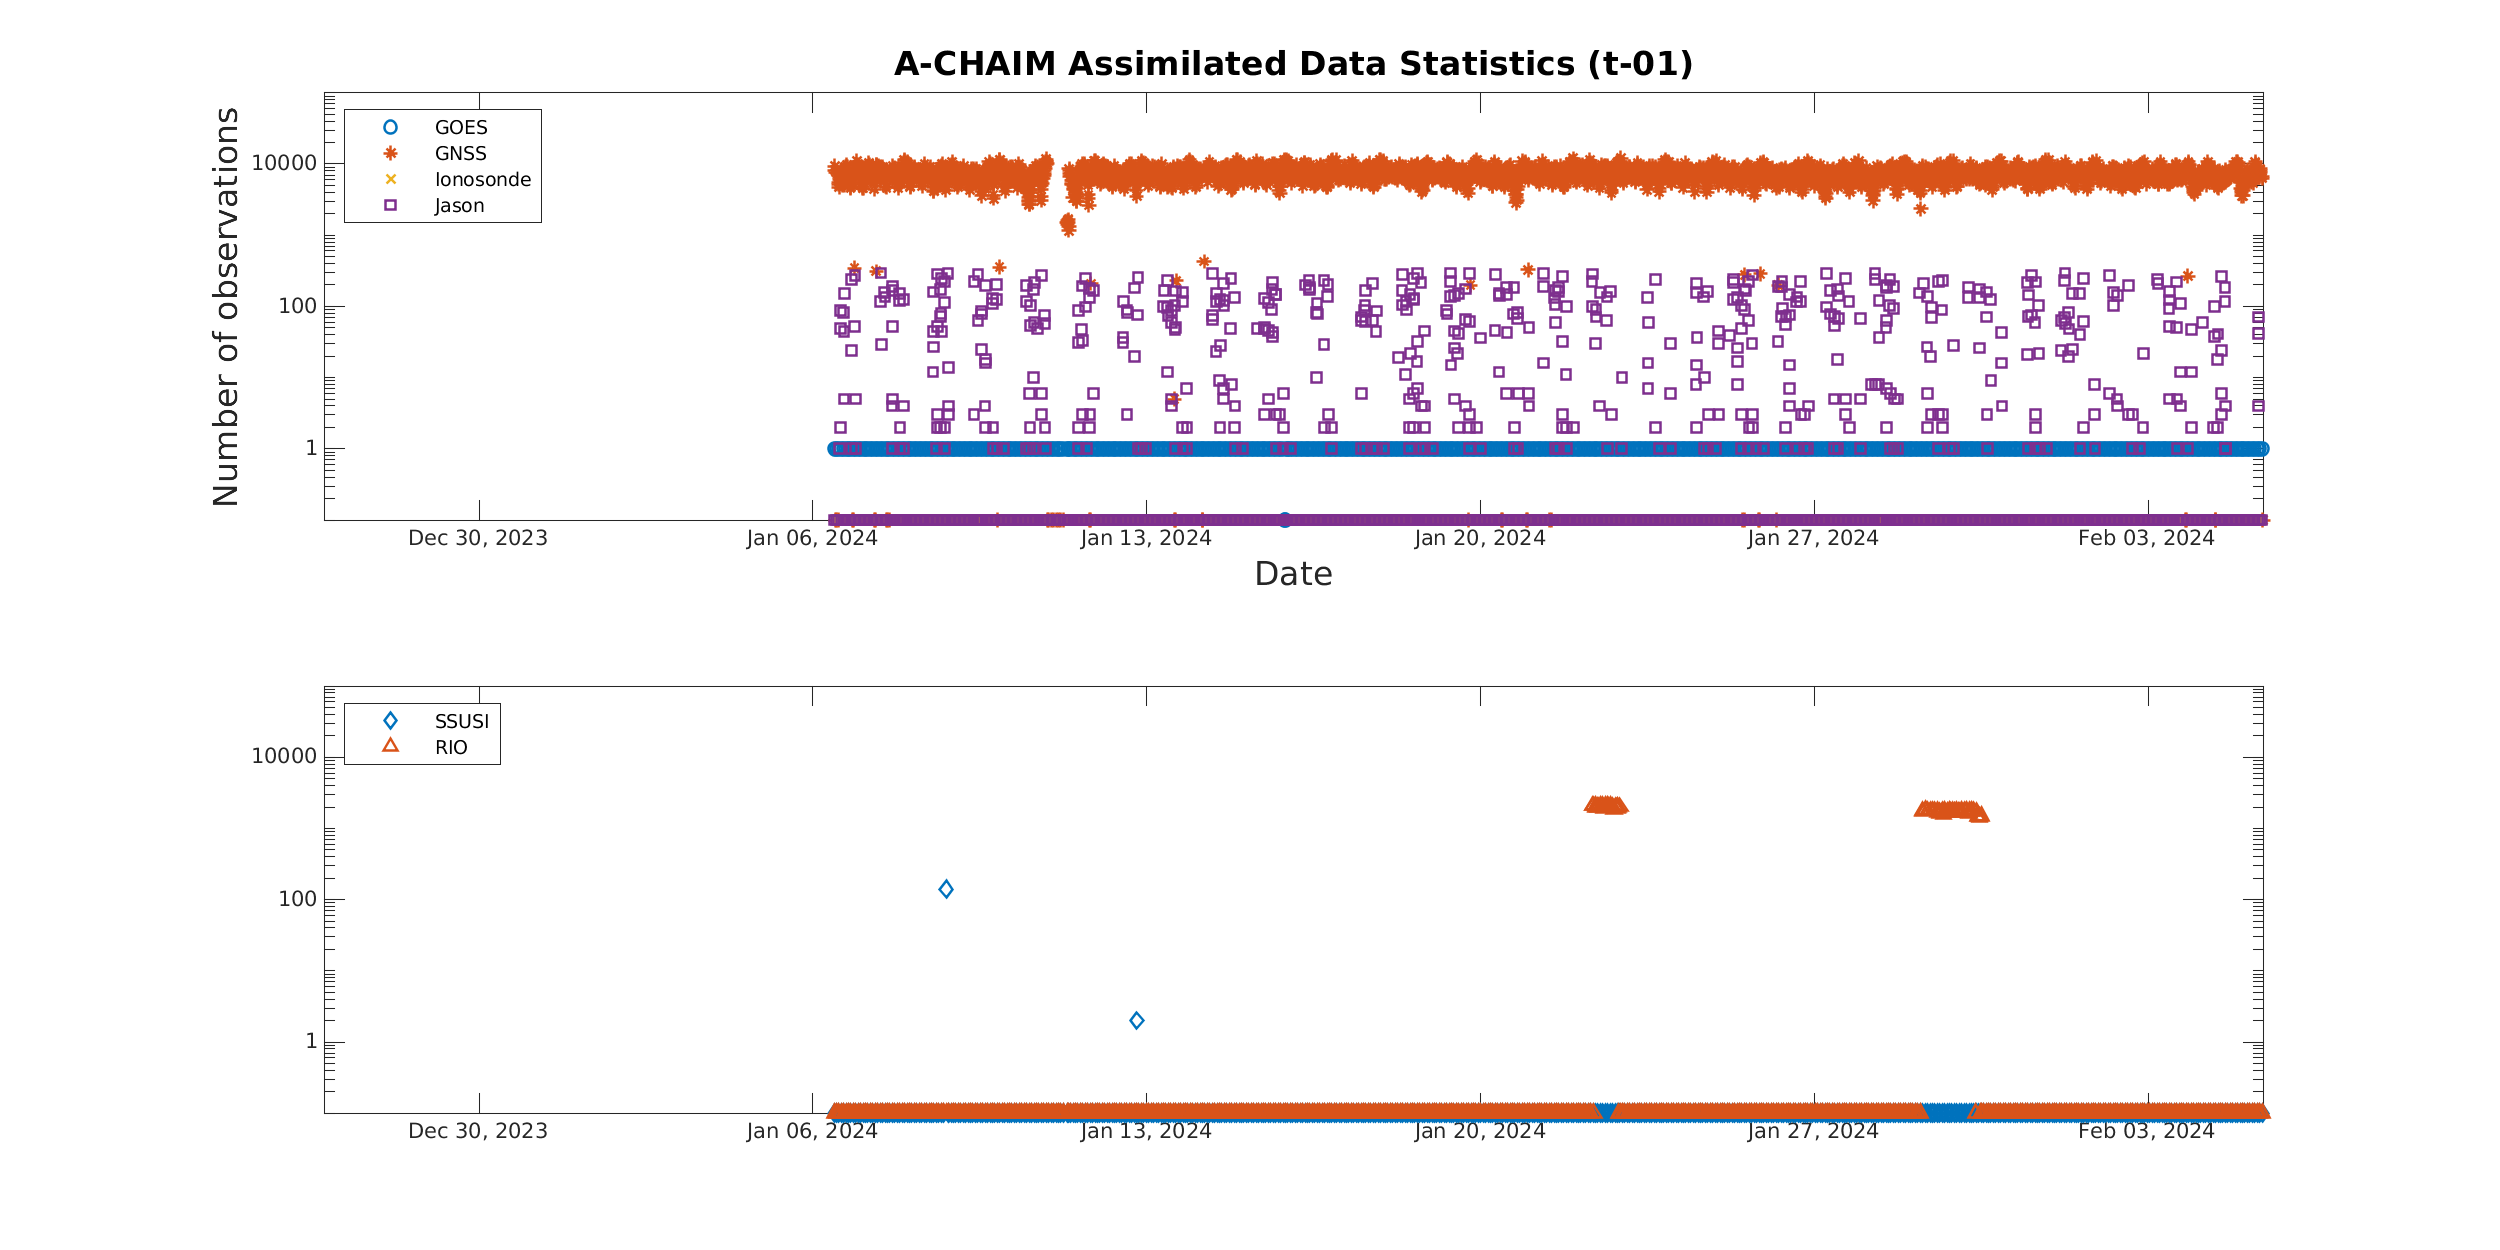 A-CHAIM Assimilated Data Statistics (t-01)
Number of observations
10000
100
1
GOES
GNSS
Ionosonde
Jason
Dec 30, 2023
Jan 06, 2024
Jan 13, 2024
Jan 20, 2024
Jan 27, 2024
Feb 03, 2024
Date
10000
100
1
SSUSI
RIO
Dec 30, 2023
Jan 06, 2024
Jan 13, 2024
Jan 20, 2024
Jan 27, 2024
Feb 03, 2024